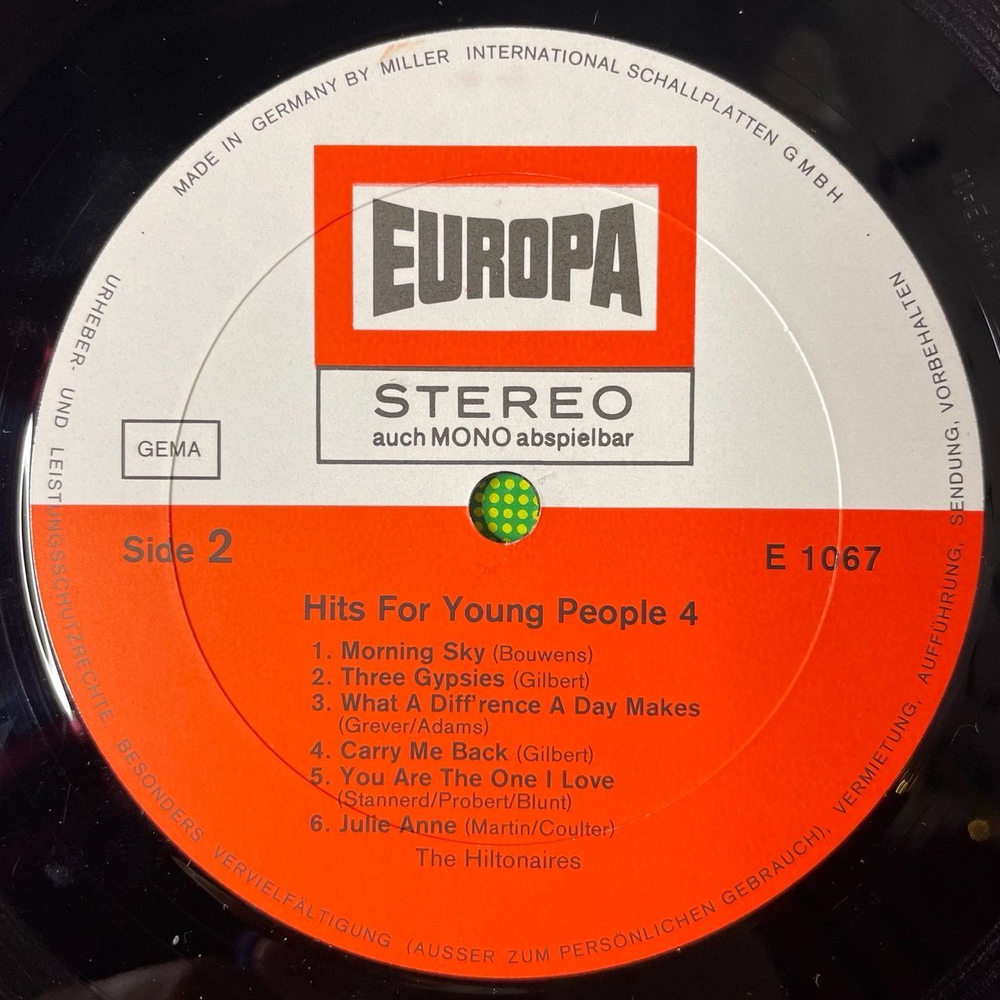 MADE IN GERMANY BY MILLER INTERNATIONAL SCHALLPLATTEN GMBH
EUROPA
STEREO
auch MONO abspielbar
GEMA
Side 2
E 1067
Hits For Young People 4
1. Morning Sky (Bouwens)
2. Three Gypsies (Gilbert)
3. What A Diff'rence A Day Makes
(Grever/Adams)
4. Carry Me Back (Gilbert)
5. You Are The One I Love
(Stannerd/Probert/Blunt)
6. Julie Anne (Martin/Coulter)
The Hiltonaires
URHEBER- UND LEISTUNGSSCHUTZRECHTE, BESONDERS VERVIELFÄLTIGUNG (AUSSER ZUM PERSÖNLICHEN GEBRAUCH), VERMIETUNG, AUFFÜHRUNG, SENDUNG, VORBEHALTEN